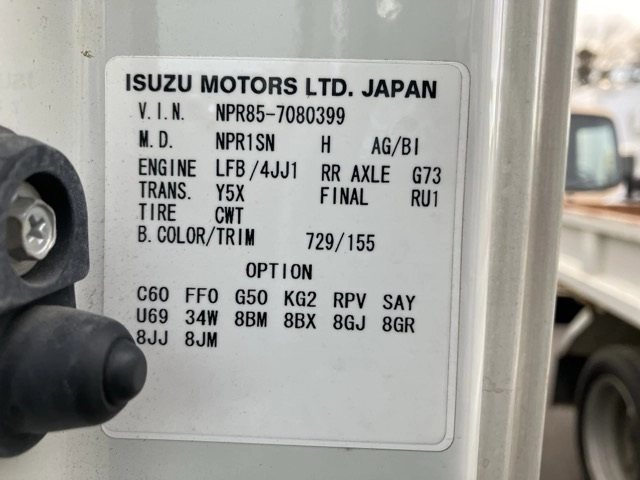 ISUZU MOTORS LTD. JAPAN
V.I.N. NPR85-7080399
M.D. NPR1SN H AG/BI
ENGINE LFB/4JJ1 RR AXLE G73
TRANS. Y5X FINAL RU1
TIRE CWT
B.COLOR/TRIM 729/155
OPTION
C60 FF0 G50 KG2 RPV SAY
U69 34W 8BM 8BX 8GJ 8GR
8JJ 8JM